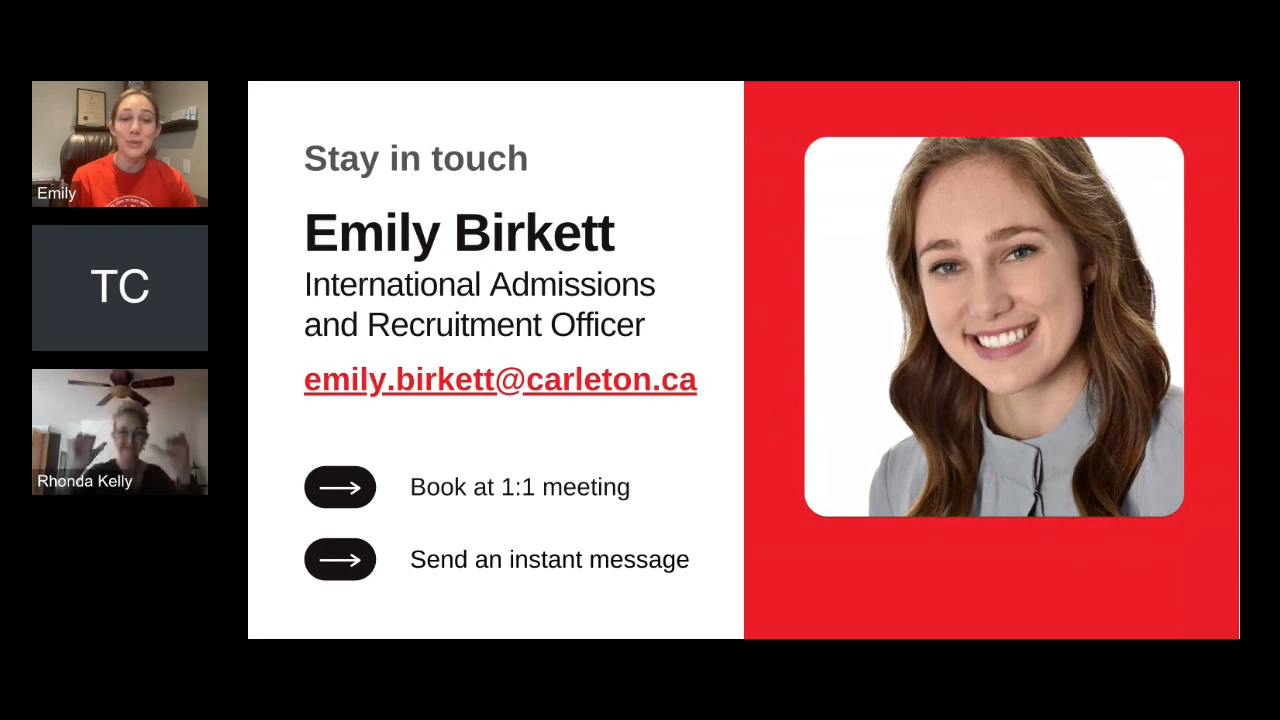 Emily
TC
Rhonda Kelly
Stay in touch
Emily Birkett
International Admissions
and Recruitment Officer
emily.birkett@carleton.ca
Book at 1:1 meeting
Send an instant message